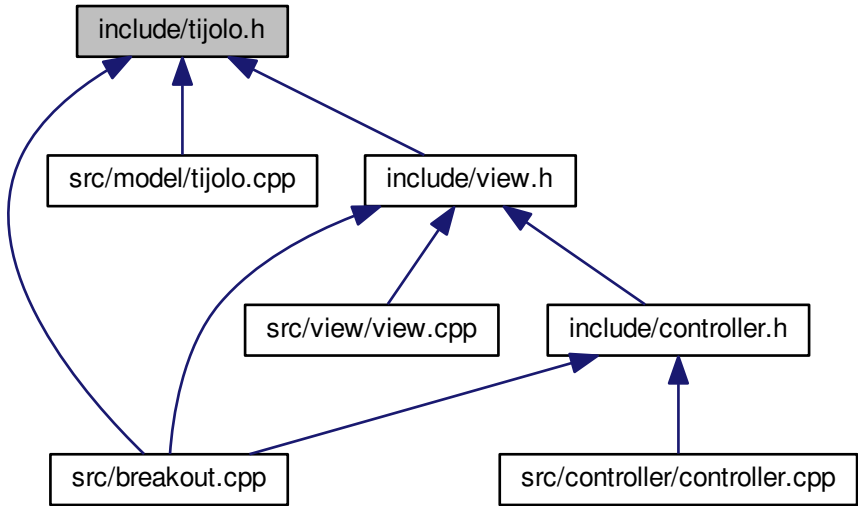 include/tijolo.h
src/model/tijolo.cpp
include/view.h
src/view/view.cpp
include/controller.h
src/breakout.cpp
src/controller/controller.cpp